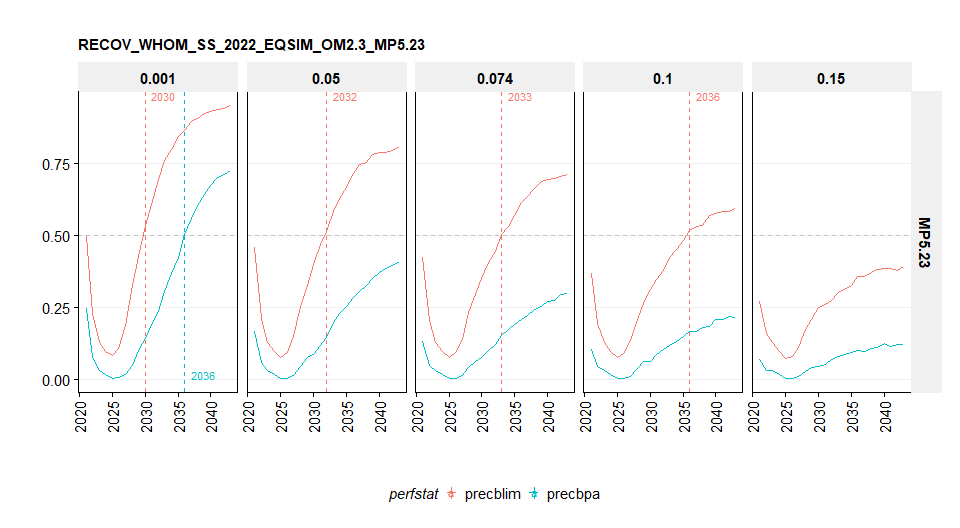 RECOV_WHOM_SS_2022_EQSIM_OM2.3_MP5.23
0.001 0.05 0.074 0.1 0.15
2030 2032 2033 2036
0.75
0.50
0.25
0.00
2036
MP5.23
2020 2025 2030 2035 2040 2020 2025 2030 2035 2040 2020 2025 2030 2035 2040 2020 2025 2030 2035 2040 2020 2025 2030 2035 2040
perfstat precblim precbpa